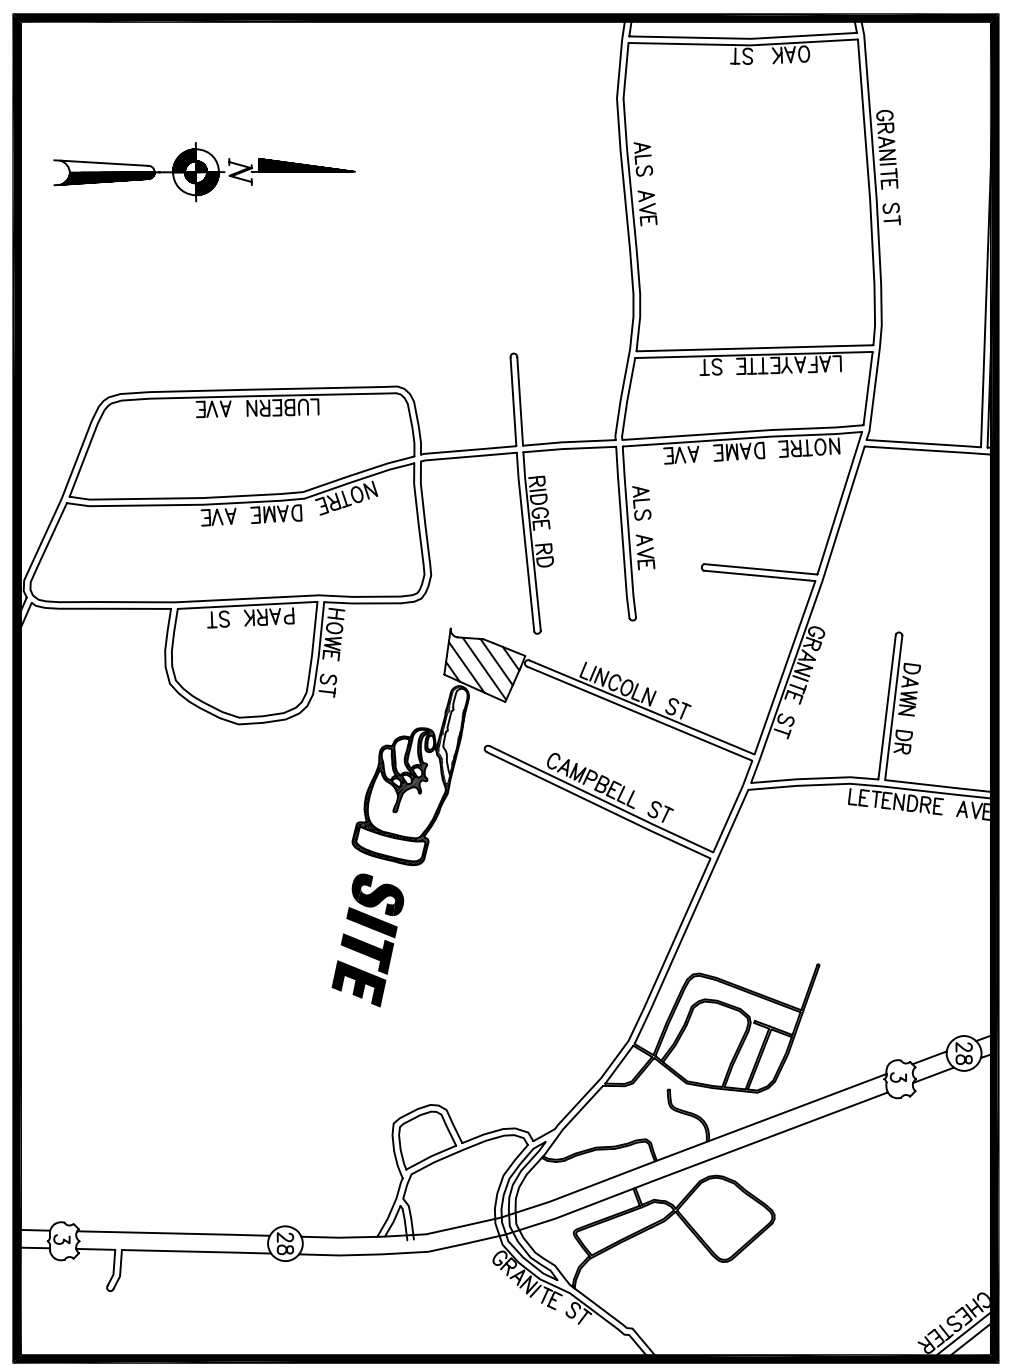 OAK ST
GRANITE ST
ALS AVE
N
LAFAYETTE ST
LUBERN AVE
NOTRE DAME AVE
NOTRE DAME AVE
RIDGE RD
ALS AVE
PARK ST
HOWE ST
GRANITE ST
DAWN DR
LINCOLN ST
CAMPBELL ST
LETENDRE AVE
SITE
28
3
3
28
GRANITE ST
CHESTER